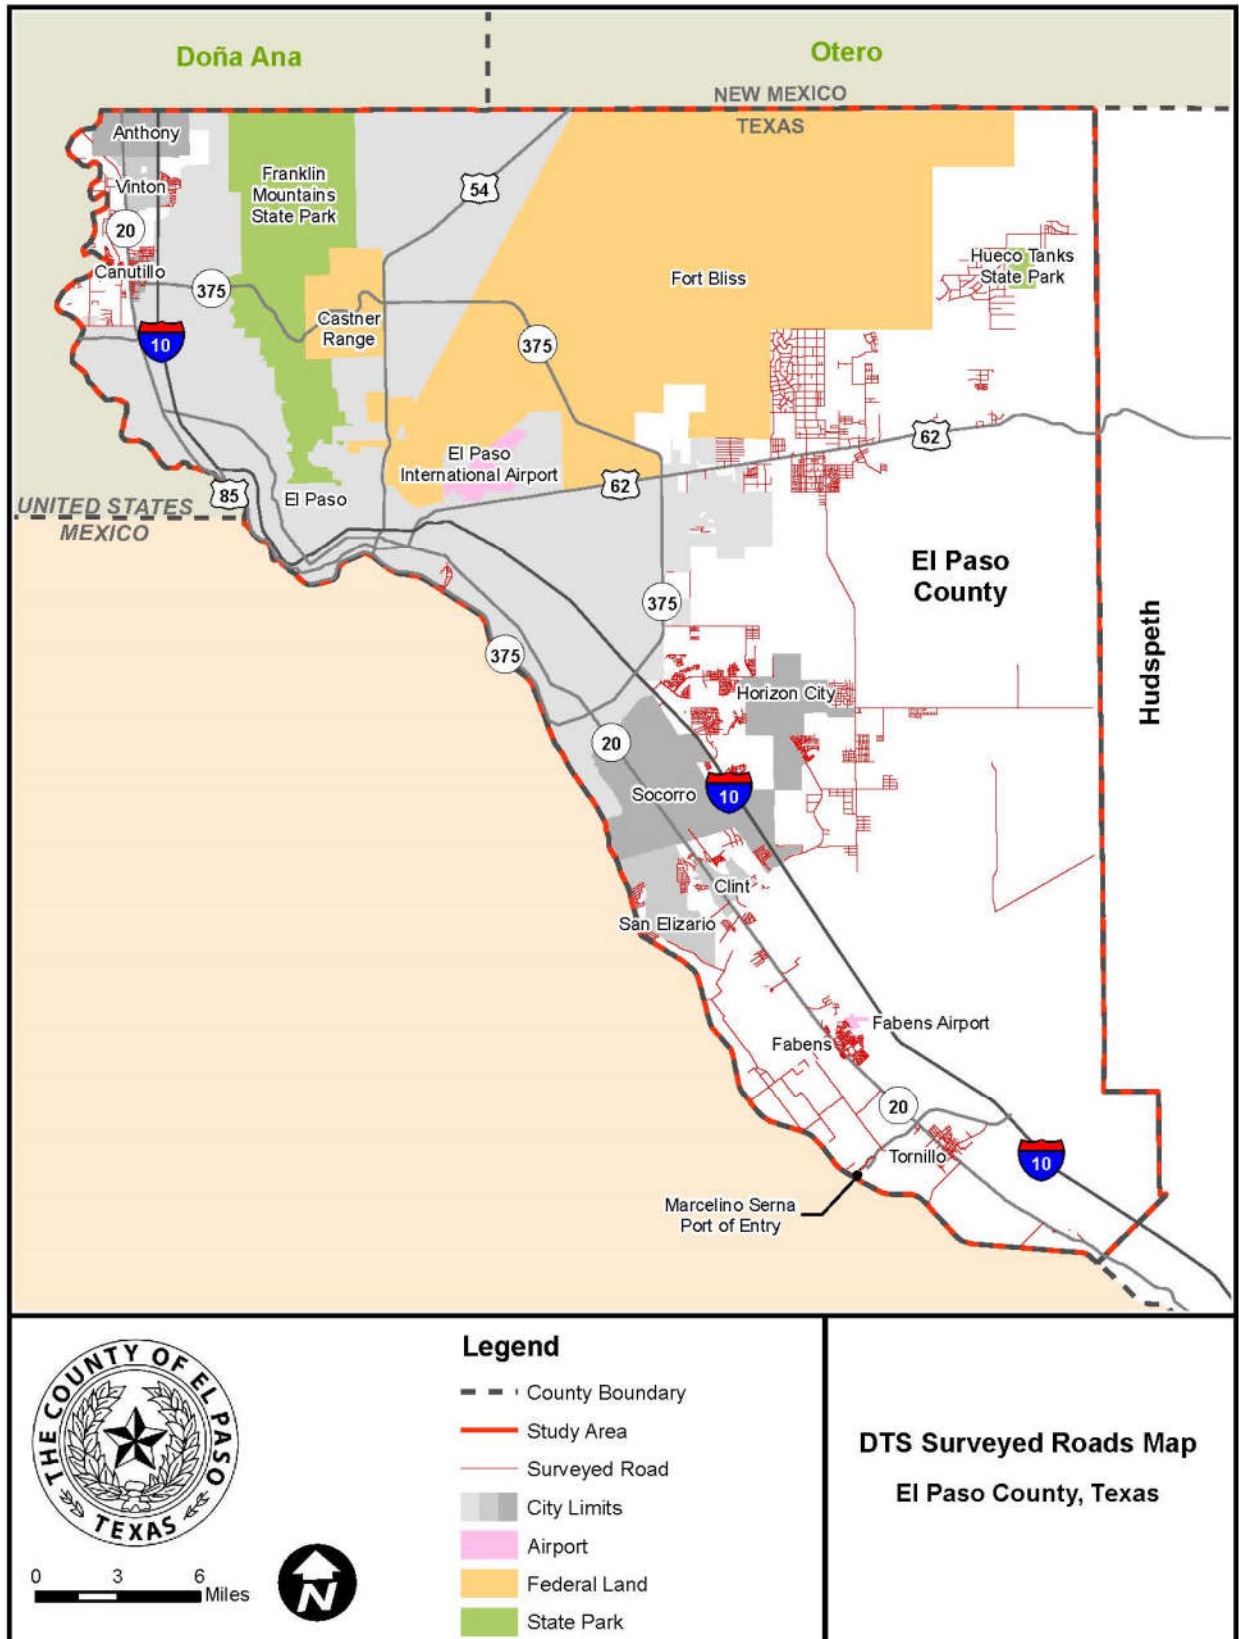 Doña Ana
Otero
NEW MEXICO
TEXAS
Anthony
Vinton
20
Canutillo
Franklin
Mountains
State Park
54
375
10
Castner
Range
375
Fort Bliss
Hueco Tanks
State Park
El Paso
International Airport
62
62
85
El Paso
UNITED STATES
MEXICO
El Paso
County
Hudspeth
375
375
Horizon City
20
Socorro
10
Clint
San Elizario
Fabens Airport
Fabens
20
Tornillo
10
Marcelino Serna
Port of Entry
THE COUNTY OF EL PASO
TEXAS
0 3 6
Miles
N
Legend
County Boundary
Study Area
Surveyed Road
City Limits
Airport
Federal Land
State Park
DTS Surveyed Roads Map
El Paso County, Texas